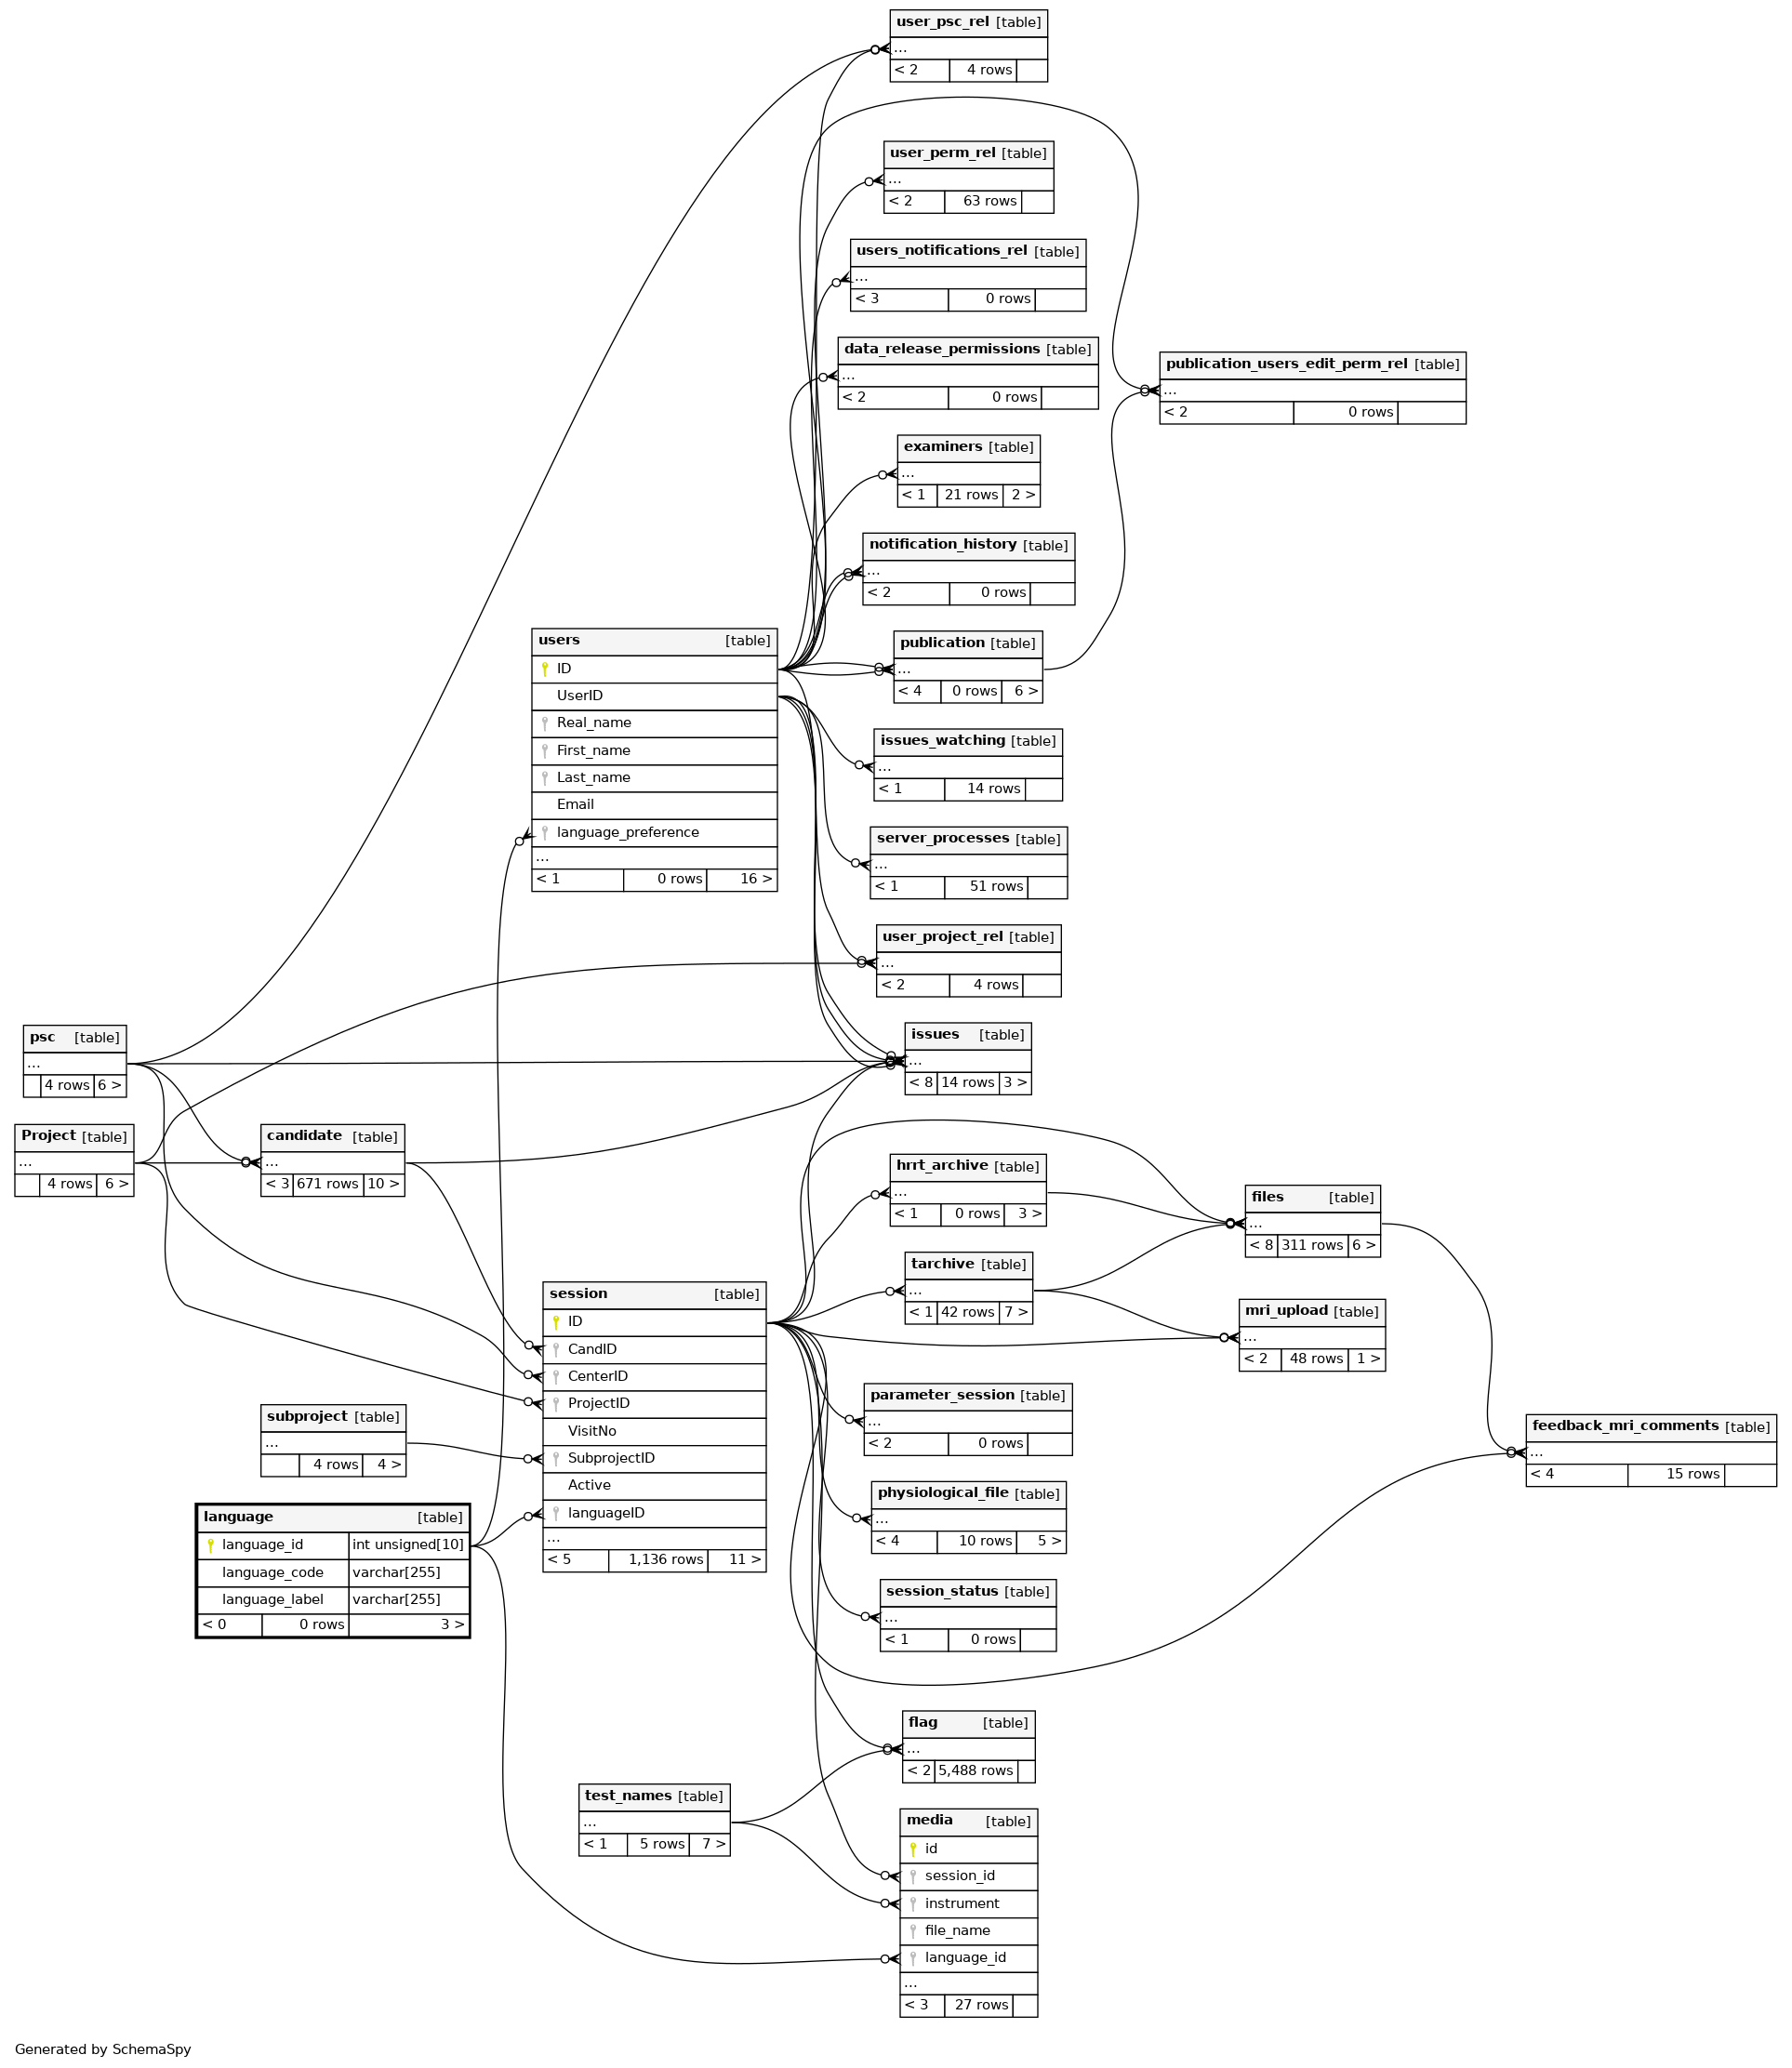 user_psc_rel [table]
...
< 2 4 rows
user_perm_rel [table]
...
< 2 63 rows
users_notifications_rel [table]
...
< 3 0 rows
data_release_permissions [table]
...
< 2 0 rows
publication_users_edit_perm_rel [table]
...
< 2 0 rows
examiners [table]
...
< 1 21 rows 2 >
notification_history [table]
...
< 2 0 rows
publication [table]
...
< 4 0 rows 6 >
users [table]
ID
UserID
Real_name
First_name
Last_name
Email
language_preference
...
< 1 0 rows 16 >
issues_watching [table]
...
< 1 14 rows
server_processes [table]
...
< 1 51 rows
user_project_rel [table]
...
< 2 4 rows
psc [table]
...
4 rows 6 >
issues [table]
...
< 8 14 rows 3 >
Project [table]
...
4 rows 6 >
candidate [table]
...
< 3 671 rows 10 >
hrrt_archive [table]
...
< 1 0 rows 3 >
files [table]
...
< 8 311 rows 6 >
tarchive [table]
...
< 1 42 rows 7 >
mri_upload [table]
...
< 2 48 rows 1 >
session [table]
ID
CandID
CenterID
ProjectID
VisitNo
SubprojectID
Active
languageID
...
< 5 1,136 rows 11 >
parameter_session [table]
...
< 2 0 rows
subproject [table]
...
4 rows 4 >
feedback_mri_comments [table]
...
< 4 15 rows
physiological_file [table]
...
< 4 10 rows 5 >
language [table]
language_id int unsigned[10]
language_code varchar[255]
language_label varchar[255]
< 0 0 rows 3 >
session_status [table]
...
< 1 0 rows
flag [table]
...
< 2 5,488 rows
test_names [table]
...
< 1 5 rows 7 >
media [table]
id
session_id
instrument
file_name
language_id
...
< 3 27 rows
Generated by SchemaSpy